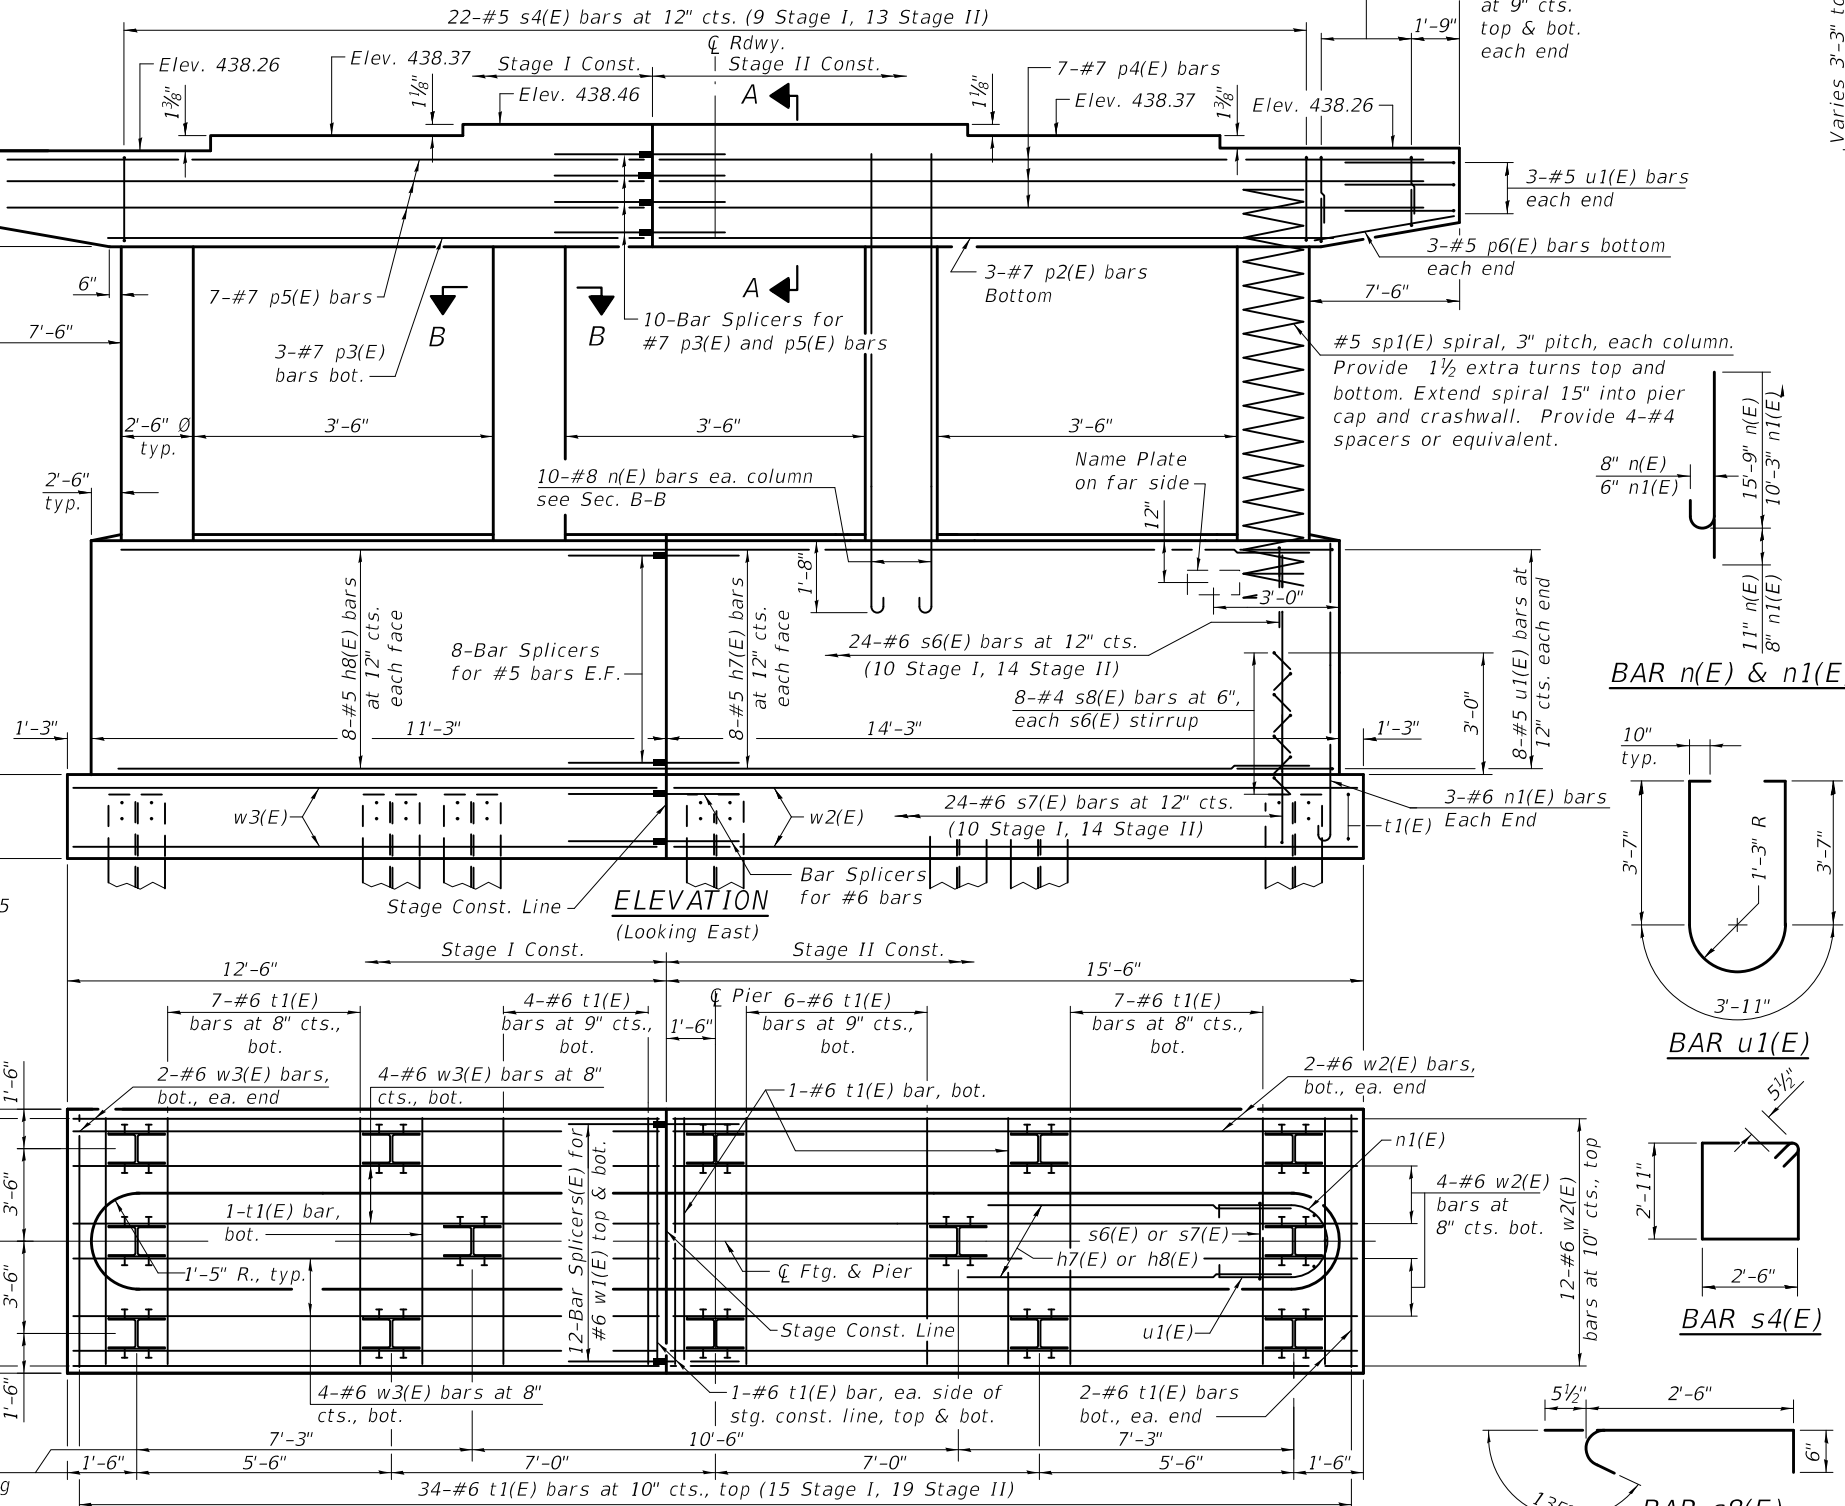 22-#5 s4(E) bars at 12" cts. (9 Stage I, 13 Stage II)
℄ Rdwy.
Stage I Const.
Stage II Const.
at 9" cts.
top & bot.
each end
1'-9"
Varies 3'-3" to
Elev. 438.26
Elev. 438.37
Elev. 438.46
1⅜"
1⅛"
A
1⅛"
7-#7 p4(E) bars
Elev. 438.37
1⅜"
Elev. 438.26
3-#5 u1(E) bars
each end
3-#5 p6(E) bars bottom
each end
6"
7'-6"
7-#7 p5(E) bars
3-#7 p3(E)
bars bot.
B
B
A
10-Bar Splicers for
#7 p3(E) and p5(E) bars
3-#7 p2(E) bars
Bottom
7'-6"
#5 sp1(E) spiral, 3" pitch, each column.
Provide 1½ extra turns top and
bottom. Extend spiral 15" into pier
cap and crashwall. Provide 4-#4
spacers or equivalent.
2'-6" Ø
typ.
3'-6"
3'-6"
3'-6"
2'-6"
typ.
10-#8 n(E) bars ea. column
see Sec. B-B
Name Plate
on far side
12"
8" n(E)
6" n1(E)
15'-9" n(E)
10'-3" n1(E)
11" n(E)
8" n1(E)
BAR n(E) & n1(E
1'-8"
3'-0"
8-#5 h8(E) bars
at 12" cts.
each face
8-Bar Splicers
for #5 bars E.F.
8-#5 h7(E) bars
at 12" cts.
each face
24-#6 s6(E) bars at 12" cts.
(10 Stage I, 14 Stage II)
8-#4 s8(E) bars at 6",
each s6(E) stirrup
3'-0"
8-#5 u1(E) bars at
12" cts. each end
1'-3"
11'-3"
14'-3"
1'-3"
w3(E)
w2(E)
24-#6 s7(E) bars at 12" cts.
(10 Stage I, 14 Stage II)
t1(E)
3-#6 n1(E) bars
Each End
Bar Splicers
for #6 bars
Stage Const. Line
ELEVATION
(Looking East)
10"
typ.
3'-7"
1'-3" R
3'-7"
3'-11"
BAR u1(E)
5
Stage I Const.
Stage II Const.
12'-6"
15'-6"
℄ Pier
7-#6 t1(E)
bars at 8" cts.,
bot.
4-#6 t1(E)
bars at 9" cts.,
bot.
1'-6"
6-#6 t1(E)
bars at 9" cts.,
bot.
7-#6 t1(E)
bars at 8" cts.,
bot.
2-#6 w3(E) bars,
bot., ea. end
4-#6 w3(E) bars at 8"
cts., bot.
1-#6 t1(E) bar, bot.
2-#6 w2(E) bars,
bot., ea. end
n1(E)
1'-6"
3'-6"
3'-6"
1'-6"
1-t1(E) bar,
bot.
1'-5" R., typ.
12-Bar Splicers(E) for
#6 w1(E) top & bot.
s6(E) or s7(E)
h7(E) or h8(E)
℄ Ftg. & Pier
Stage Const. Line
u1(E)
4-#6 w2(E)
bars at
8" cts. bot.
12-#6 w2(E)
bars at 10" cts., top
5½"
2'-11"
2'-6"
BAR s4(E)
4-#6 w3(E) bars at 8"
cts., bot.
1-#6 t1(E) bar, ea. side of
stg. const. line, top & bot.
2-#6 t1(E) bars
bot., ea. end
7'-3"
10'-6"
7'-3"
1'-6"
5'-6"
7'-0"
7'-0"
5'-6"
1'-6"
34-#6 t1(E) bars at 10" cts., top (15 Stage I, 19 Stage II)
g
5½"
2'-6"
6"